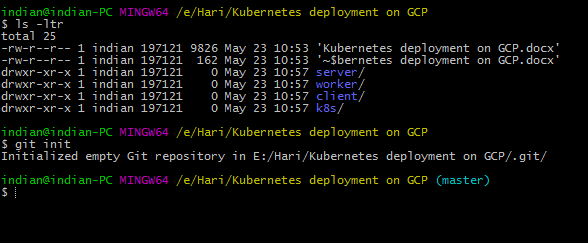 indian@indian-PC MINGW64 /e/Hari/Kubernetes deployment on GCP
$ ls -ltr
total 25
-rw-r--r-- 1 indian 197121 9826 May 23 10:53 'Kubernetes deployment on GCP.docx'
-rw-r--r-- 1 indian 197121  162 May 23 10:53 '~$bernetes deployment on GCP.docx'
drwxr-xr-x 1 indian 197121    0 May 23 10:57 server/
drwxr-xr-x 1 indian 197121    0 May 23 10:57 worker/
drwxr-xr-x 1 indian 197121    0 May 23 10:57 client/
drwxr-xr-x 1 indian 197121    0 May 23 10:57 k8s/
indian@indian-PC MINGW64 /e/Hari/Kubernetes deployment on GCP
$ git init
Initialized empty Git repository in E:/Hari/Kubernetes deployment on GCP/.git/
indian@indian-PC MINGW64 /e/Hari/Kubernetes deployment on GCP (master)
$